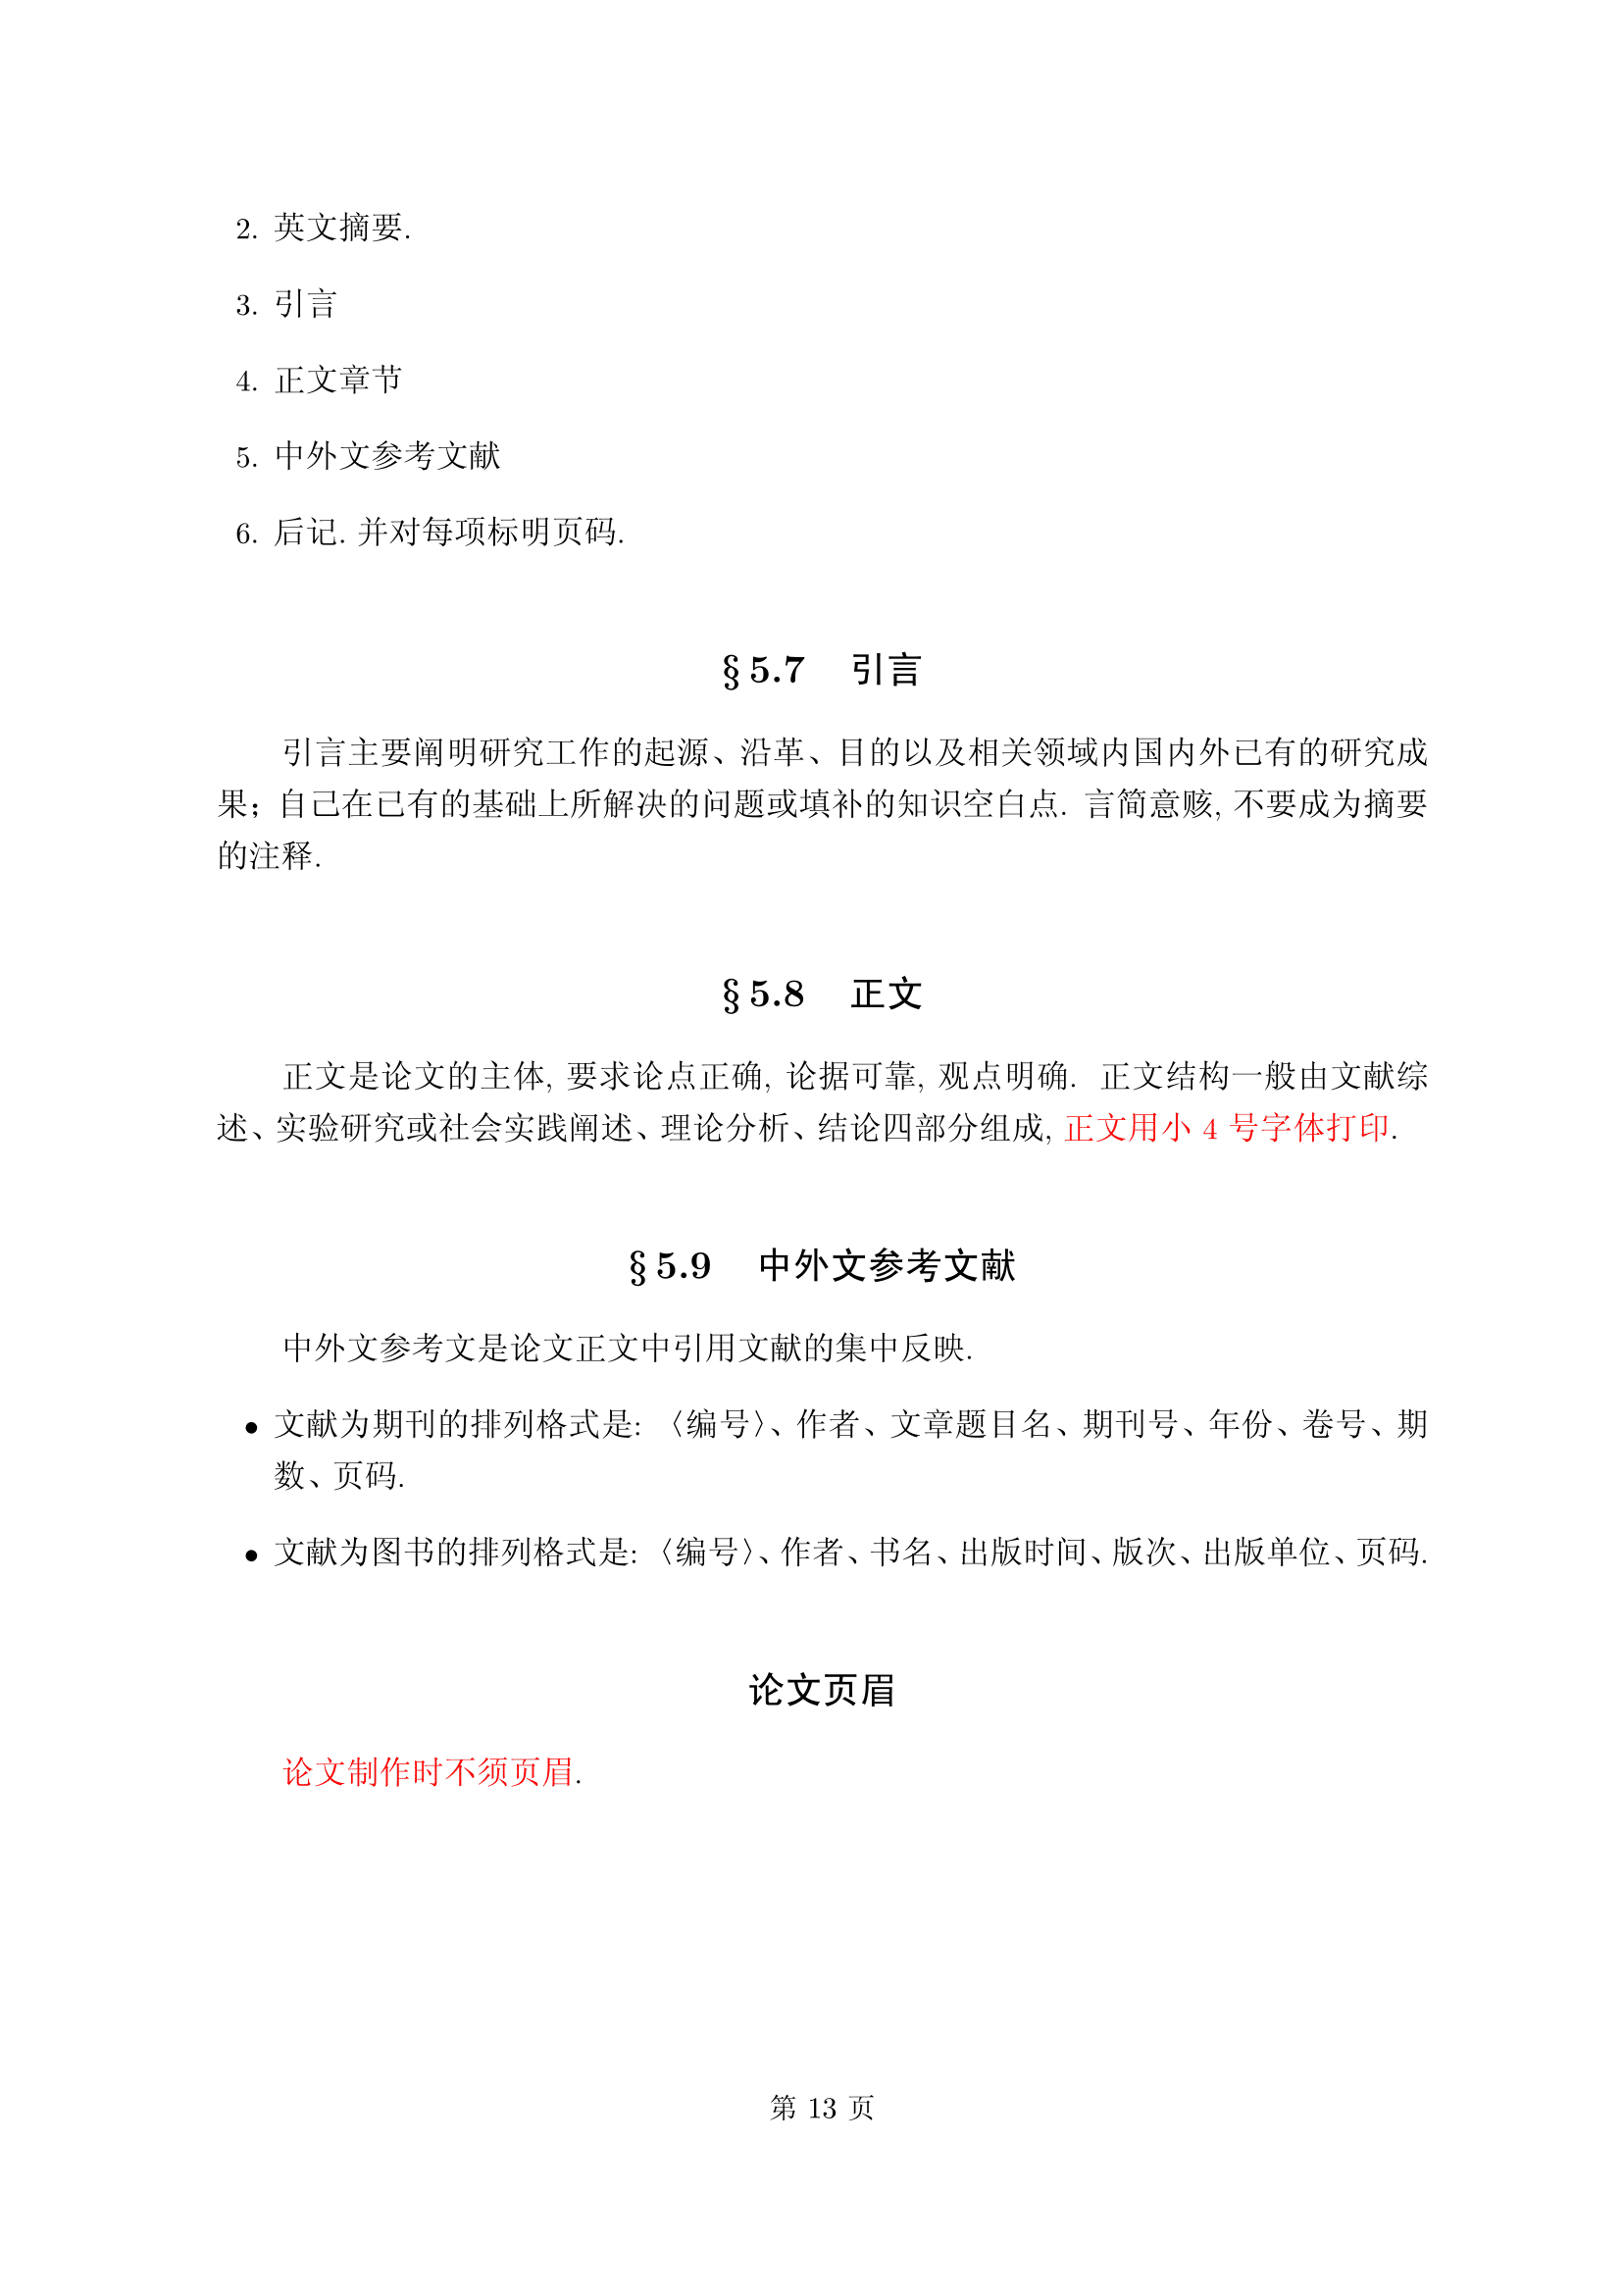 2. 英文摘要.
3. 引言
4. 正文章节
5. 中外文参考文献
6. 后记. 并对每项标明页码.
§5.7 引言
引言主要阐明研究工作的起源、沿革、目的以及相关领域内国内外已有的研究成
果; 自己在已有的基础上所解决的问题或填补的知识空白点. 言简意赅, 不要成为摘要
的注释.
§5.8 正文
正文是论文的主体, 要求论点正确, 论据可靠, 观点明确. 正文结构一般由文献综
述、实验研究或社会实践阐述、理论分析、结论四部分组成, 正文用小 4 号字体打印.
§5.9 中外文参考文献
中外文参考文是论文正文中引用文献的集中反映.
• 文献为期刊的排列格式是: 〈编号〉、作者、文章题目名、期刊号、年份、卷号、期
数、页码.
• 文献为图书的排列格式是: 〈编号〉、作者、书名、出版时间、版次、出版单位、页码.
论文页眉
论文制作时不须页眉.
第 13 页